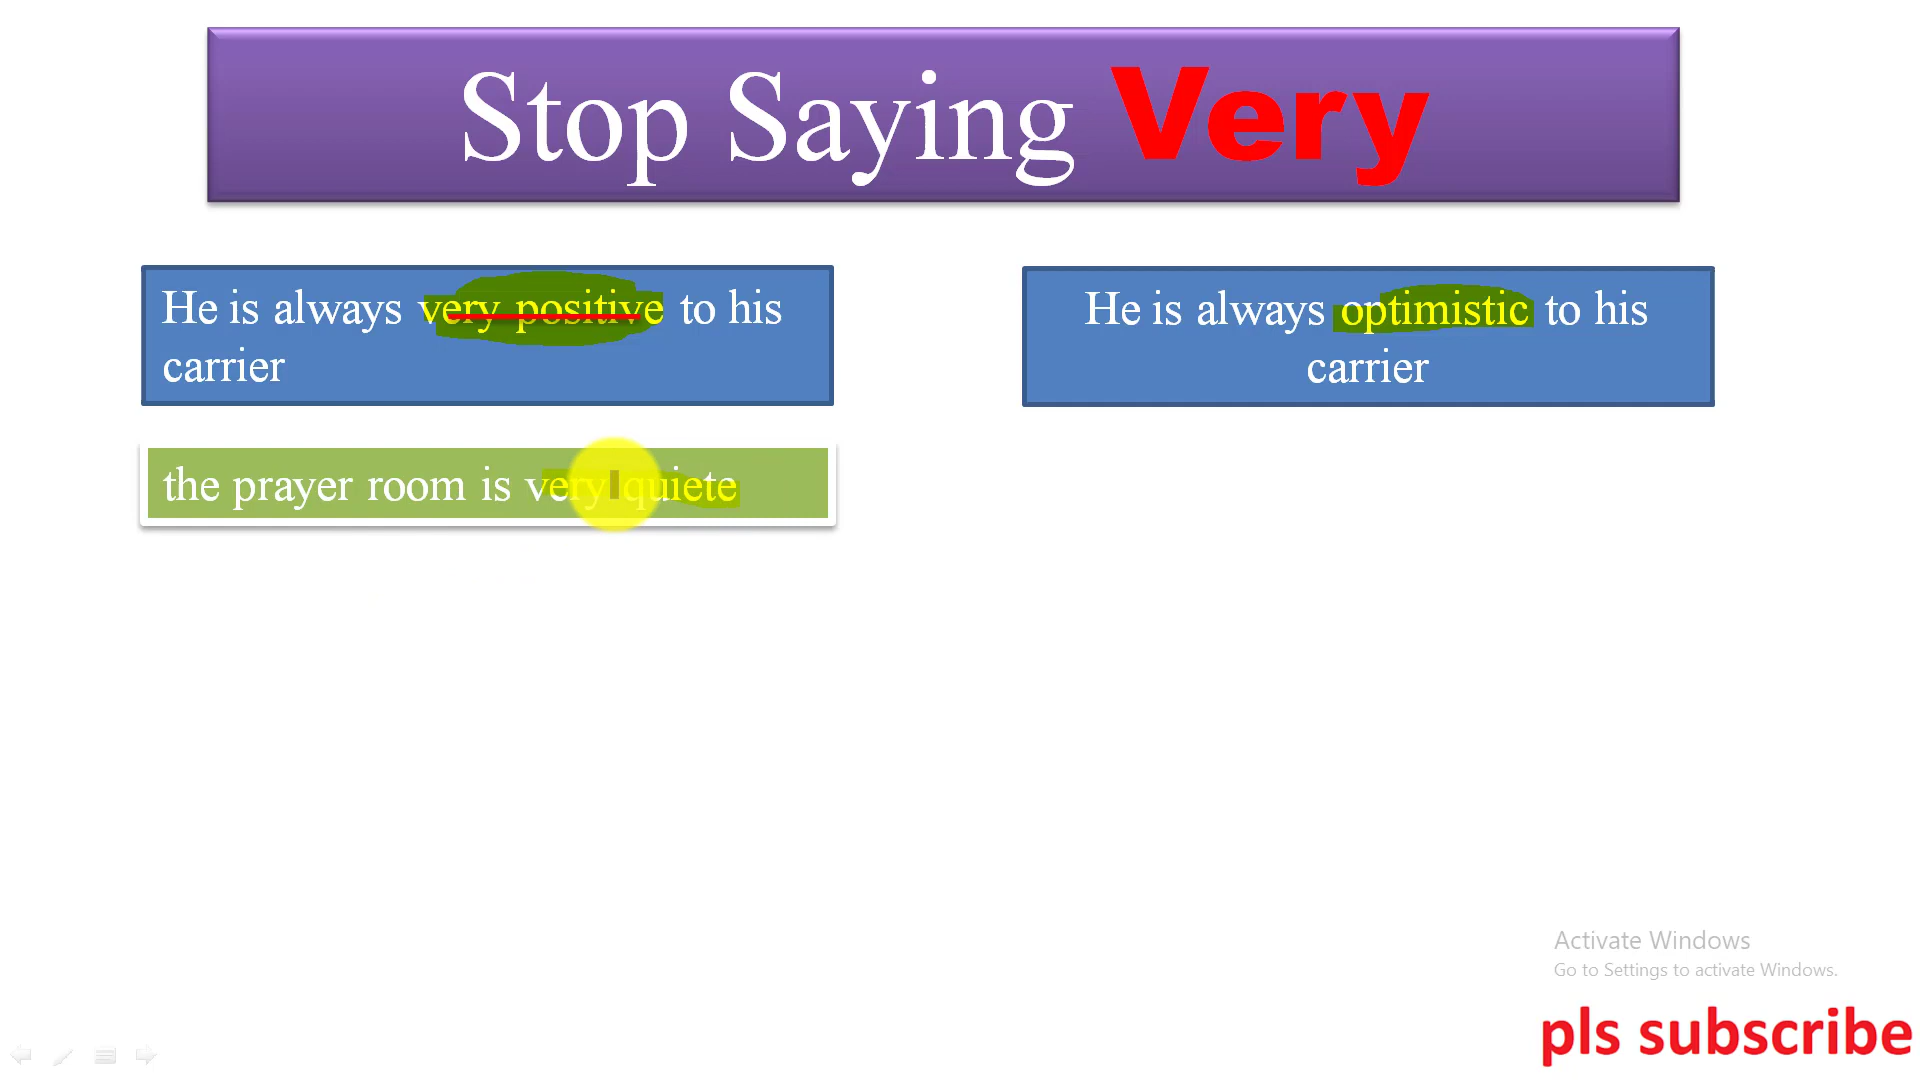 Stop Saying Very
He is always very positive to his
carrier
He is always optimistic to his
carrier
the prayer room is very quiete
Activate Windows
Go to Settings to activate Windows.
pls subscribe